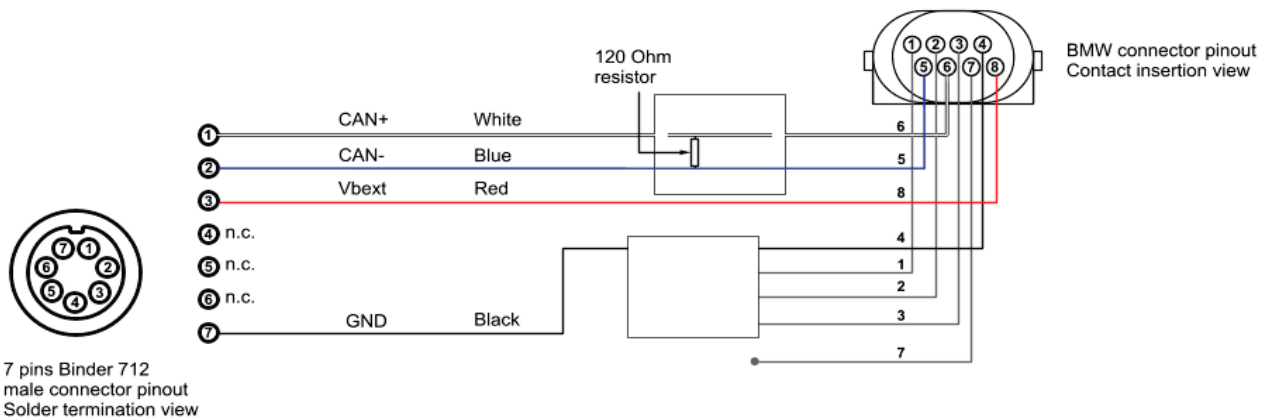 120 Ohm
resistor
1 2 3 4
5 6 7 8
BMW connector pinout
Contact insertion view
1 CAN+ White 6
2 CAN- Blue 5
3 Vbext Red 8
4 n.c.
5 n.c.
6 n.c.
7 GND Black
4
1
2
3
7
7 1
6 2
5 3
4
7 pins Binder 712
male connector pinout
Solder termination view